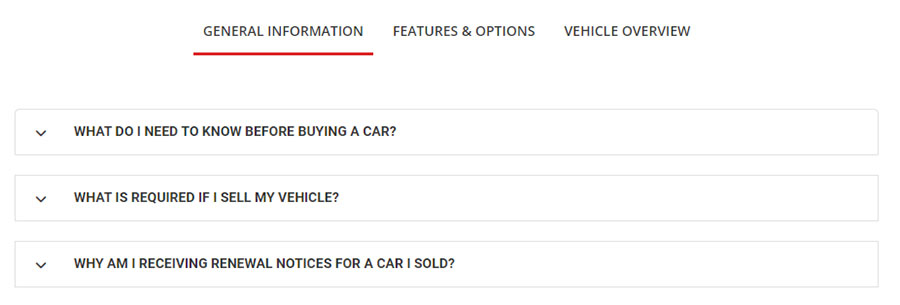 GENERAL INFORMATION FEATURES & OPTIONS VEHICLE OVERVIEW
WHAT DO I NEED TO KNOW BEFORE BUYING A CAR?
WHAT IS REQUIRED IF I SELL MY VEHICLE?
WHY AM I RECEIVING RENEWAL NOTICES FOR A CAR I SOLD?